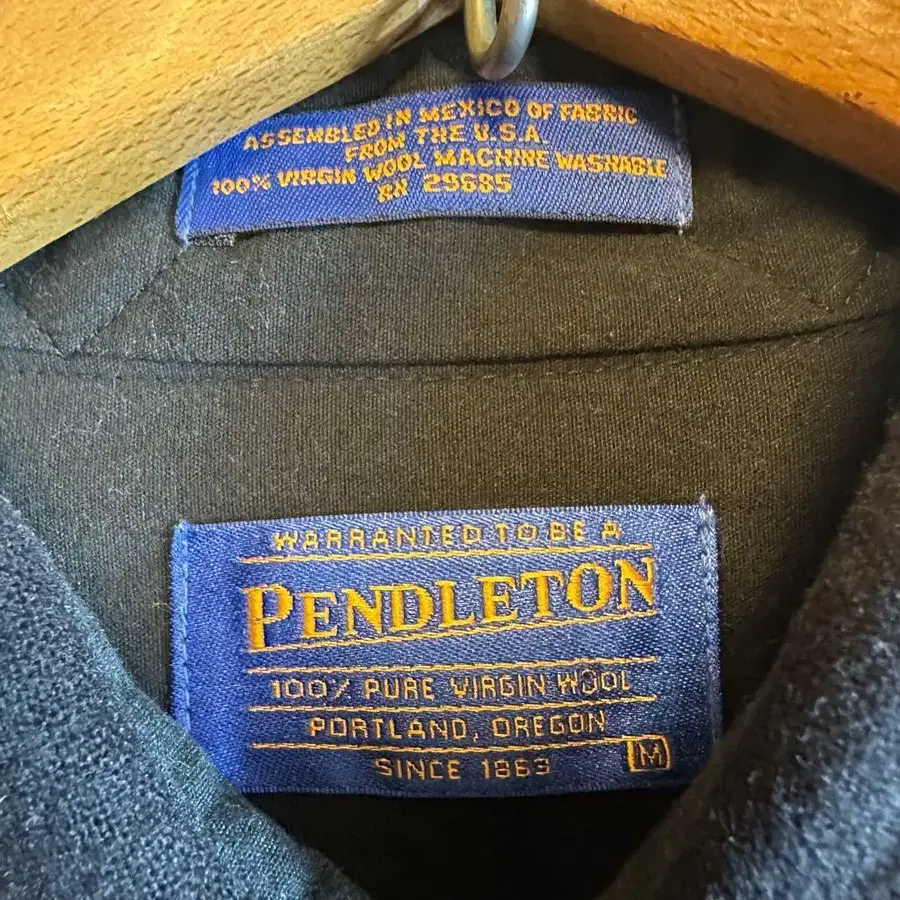 ASSEMBLED IN MEXICO OF FABRIC
FROM THE U.S.A.
100% VIRGIN WOOL MACHINE WASHABLE
RN 29685
WARRANTED TO BE A
PENDLETON
100% PURE VIRGIN WOOL
PORTLAND, OREGON
SINCE 1863
M